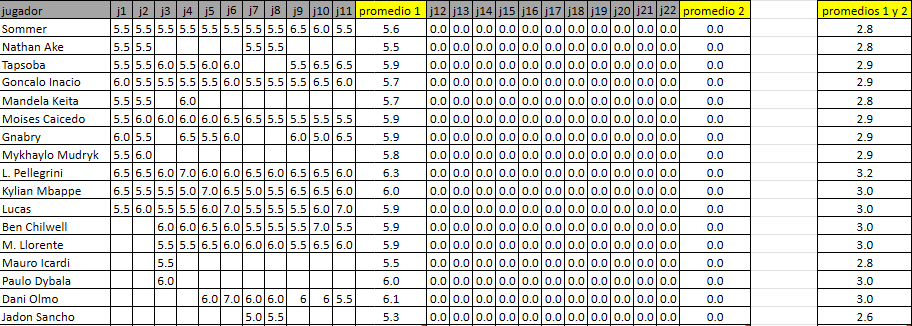 jugador j1 j2 j3 j4 j5 j6 j7 j8 j9 j10 j11 promedio 1 j12 j13 j14 j15 j16 j17 j18 j19 j20 j21 j22 promedio 2 promedios 1 y 2
Sommer 5.5 5.5 5.5 5.5 5.5 5.5 5.5 5.5 6.5 6.0 5.5 5.6 0.0 0.0 0.0 0.0 0.0 0.0 0.0 0.0 0.0 0.0 0.0 0.0 2.8
Nathan Ake 5.5 5.5 5.5 5.5 5.5 0.0 0.0 0.0 0.0 0.0 0.0 0.0 0.0 0.0 0.0 0.0 0.0 2.8
Tapsoba 5.5 5.5 6.0 5.5 6.0 6.0 5.5 6.5 6.5 5.9 0.0 0.0 0.0 0.0 0.0 0.0 0.0 0.0 0.0 0.0 0.0 0.0 2.9
Goncalo Inacio 6.0 5.5 5.5 5.5 5.5 5.5 5.5 5.5 5.5 6.5 6.0 5.7 0.0 0.0 0.0 0.0 0.0 0.0 0.0 0.0 0.0 0.0 0.0 0.0 2.9
Mandela Keita 5.5 5.5 6.0 5.7 0.0 0.0 0.0 0.0 0.0 0.0 0.0 0.0 0.0 0.0 0.0 0.0 2.8
Moises Caicedo 5.5 6.0 6.0 6.0 6.0 6.5 6.5 5.5 5.5 5.5 5.5 5.9 0.0 0.0 0.0 0.0 0.0 0.0 0.0 0.0 0.0 0.0 0.0 0.0 2.9
Gnabry 6.0 5.5 6.5 5.5 6.0 6.0 5.0 6.5 5.9 0.0 0.0 0.0 0.0 0.0 0.0 0.0 0.0 0.0 0.0 0.0 0.0 2.9
Mykhaylo Mudryk 5.5 6.0 5.8 0.0 0.0 0.0 0.0 0.0 0.0 0.0 0.0 0.0 0.0 0.0 0.0 2.9
L. Pellegrini 6.5 6.5 6.0 7.0 6.0 6.0 6.5 6.0 6.5 6.5 6.0 6.3 0.0 0.0 0.0 0.0 0.0 0.0 0.0 0.0 0.0 0.0 0.0 0.0 3.2
Kylian Mbappe 6.5 5.5 5.5 5.0 7.0 6.5 5.0 5.5 6.5 6.5 6.0 6.0 0.0 0.0 0.0 0.0 0.0 0.0 0.0 0.0 0.0 0.0 0.0 0.0 3.0
Lucas 5.5 6.0 5.5 5.5 6.0 7.0 5.5 5.5 5.5 6.0 7.0 5.9 0.0 0.0 0.0 0.0 0.0 0.0 0.0 0.0 0.0 0.0 0.0 0.0 3.0
Ben Chilwell 6.0 6.0 6.5 6.0 5.5 5.5 5.5 7.0 5.5 5.9 0.0 0.0 0.0 0.0 0.0 0.0 0.0 0.0 0.0 0.0 0.0 0.0 3.0
M. Llorente 5.5 5.5 6.5 6.0 6.0 6.0 5.5 6.5 6.0 5.9 0.0 0.0 0.0 0.0 0.0 0.0 0.0 0.0 0.0 0.0 0.0 0.0 3.0
Mauro Icardi 5.5 5.5 0.0 0.0 0.0 0.0 0.0 0.0 0.0 0.0 0.0 0.0 0.0 0.0 2.8
Paulo Dybala 6.0 6.0 0.0 0.0 0.0 0.0 0.0 0.0 0.0 0.0 0.0 0.0 0.0 0.0 3.0
Dani Olmo 6.0 7.0 6.0 6.0 6 6 5.5 6.1 0.0 0.0 0.0 0.0 0.0 0.0 0.0 0.0 0.0 0.0 0.0 0.0 3.0
Jadon Sancho 5.0 5.5 5.3 0.0 0.0 0.0 0.0 0.0 0.0 0.0 0.0 0.0 0.0 0.0 0.0 2.6